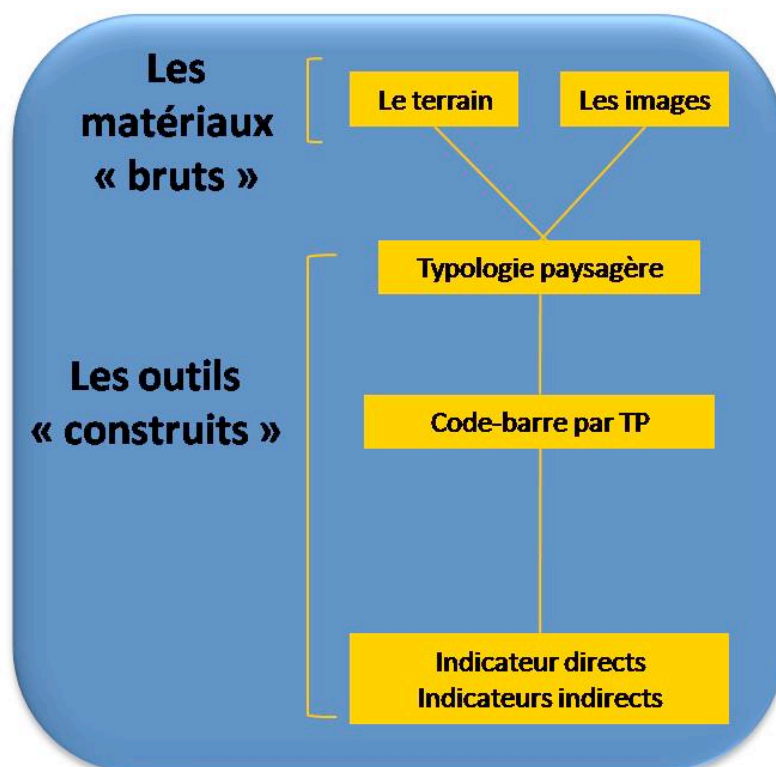 Les
matériaux
« bruts »
Le terrain
Les images
Typologie paysagère
Les outils
« construits »
Code-barre par TP
Indicateur directs
Indicateurs indirects